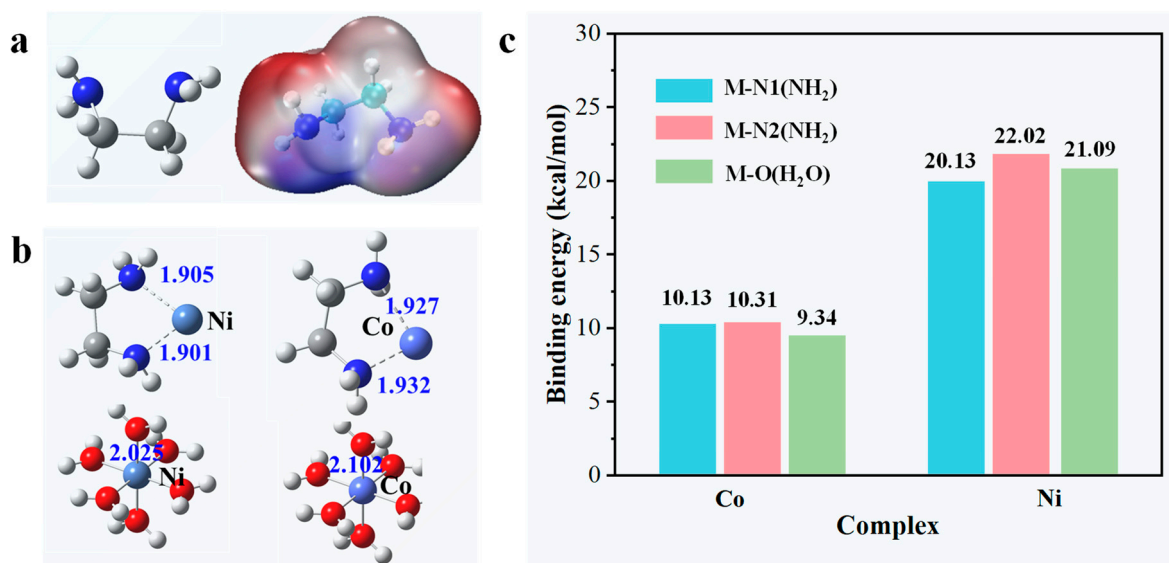 a
b
1.905
Ni
1.901
1.927
Co
1.932
2.025
Ni
2.102
Co
c
Binding energy (kcal/mol)
30
25
20
15
10
5
0
M-N1(NH₂)
M-N2(NH₂)
M-O(H₂O)
10.13
10.31
9.34
20.13
22.02
21.09
Co
Ni
Complex